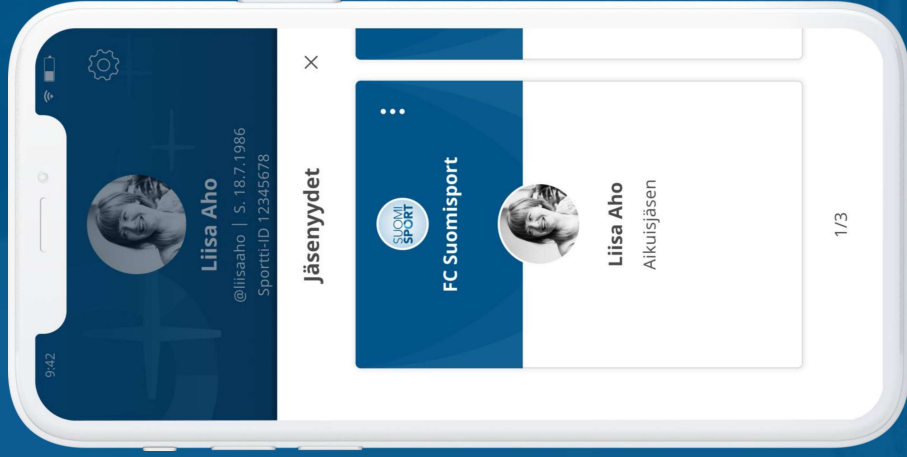 9:42
Liisa Aho
@liisaaho | S. 18.7.1986
Sportti-ID 12345678
Jäsenyydet
SUOMI
SPORT
FC Suomisport
Liisa Aho
Aikuisjäsen
1/3